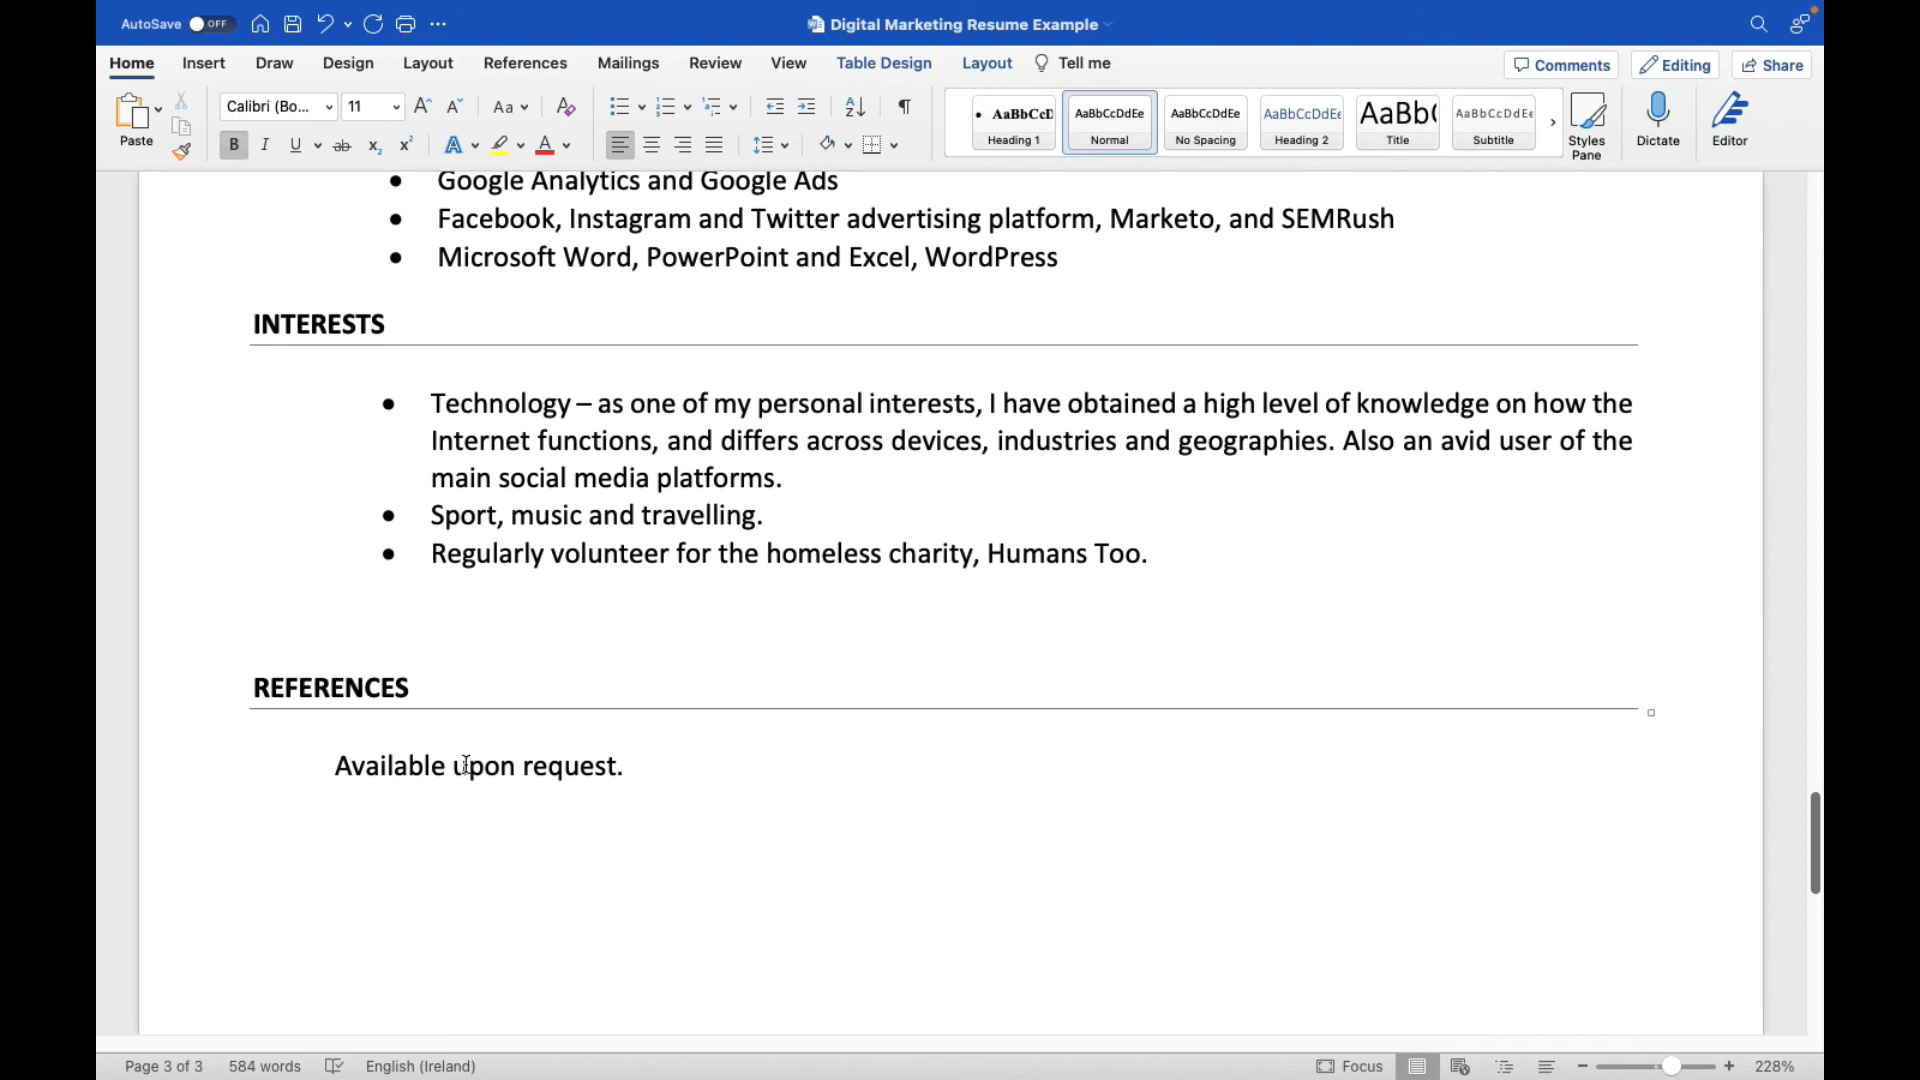 AutoSave OFF
Digital Marketing Resume Example
Home Insert Draw Design Layout References Mailings Review View Table Design Layout Tell me
Comments Editing Share
Paste
Calibri (Bo... 11
Aa
AaBbCcD AaBbCcDdEe AaBbCcDdEe AaBbCcDdEe AaBb( AaBbCcDdEe
Heading 1 Normal No Spacing Heading 2 Title Subtitle
Styles Pane
Dictate
Editor
• Google Analytics and Google Ads
• Facebook, Instagram and Twitter advertising platform, Marketo, and SEMRush
• Microsoft Word, PowerPoint and Excel, WordPress
INTERESTS
• Technology – as one of my personal interests, I have obtained a high level of knowledge on how the
Internet functions, and differs across devices, industries and geographies. Also an avid user of the
main social media platforms.
• Sport, music and travelling.
• Regularly volunteer for the homeless charity, Humans Too.
REFERENCES
Available upon request.
Page 3 of 3 584 words English (Ireland) Focus 228%